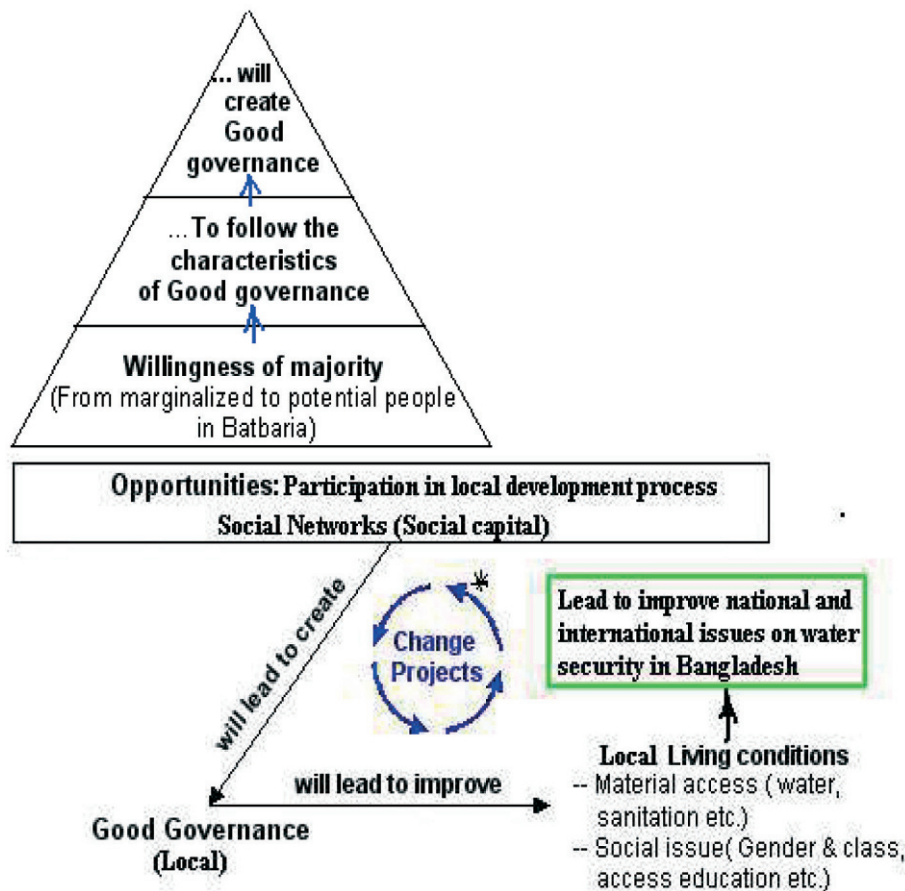 ... will
create
Good
governance
...To follow the
characteristics
of Good governance
Willingness of majority
(From marginalized to potential people
in Batbaria)
Opportunities: Participation in local development process
Social Networks (Social capital)
will lead to create
*
Change
Projects
Lead to improve national and
international issues on water
security in Bangladesh
will lead to improve
Good Governance
(Local)
Local Living conditions
-- Material access ( water,
sanitation etc.)
-- Social issue( Gender & class,
access education etc.)